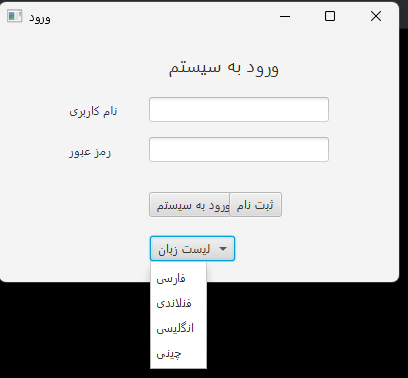 ورود
ورود به سیستم
نام کاربری
رمز عبور
ورود به سیستم
ثبت نام
لیست زبان
فارسی
فنلاندی
انگلیسی
چینی